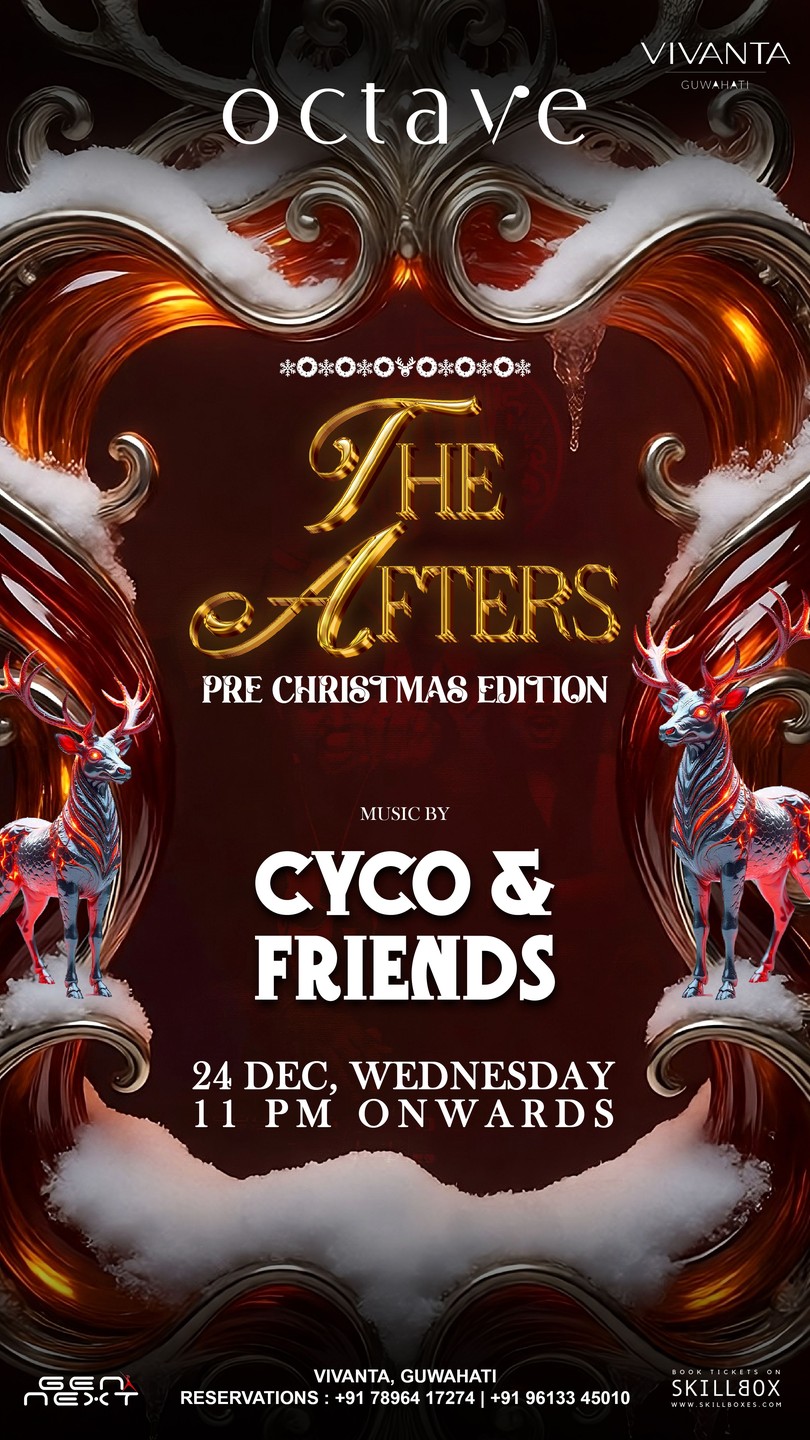 octave
VIVANTA
GUWAHATI
THE
AFTERS
PRE CHRISTMAS EDITION
MUSIC BY
CYCO &
FRIENDS
24 DEC, WEDNESDAY
11 PM ONWARDS
GEN
NEXT
VIVANTA, GUWAHATI
RESERVATIONS : +91 78964 17274 | +91 96133 45010
BOOK TICKETS ON
SKILLBOX
WWW.SKILLBOXES.COM